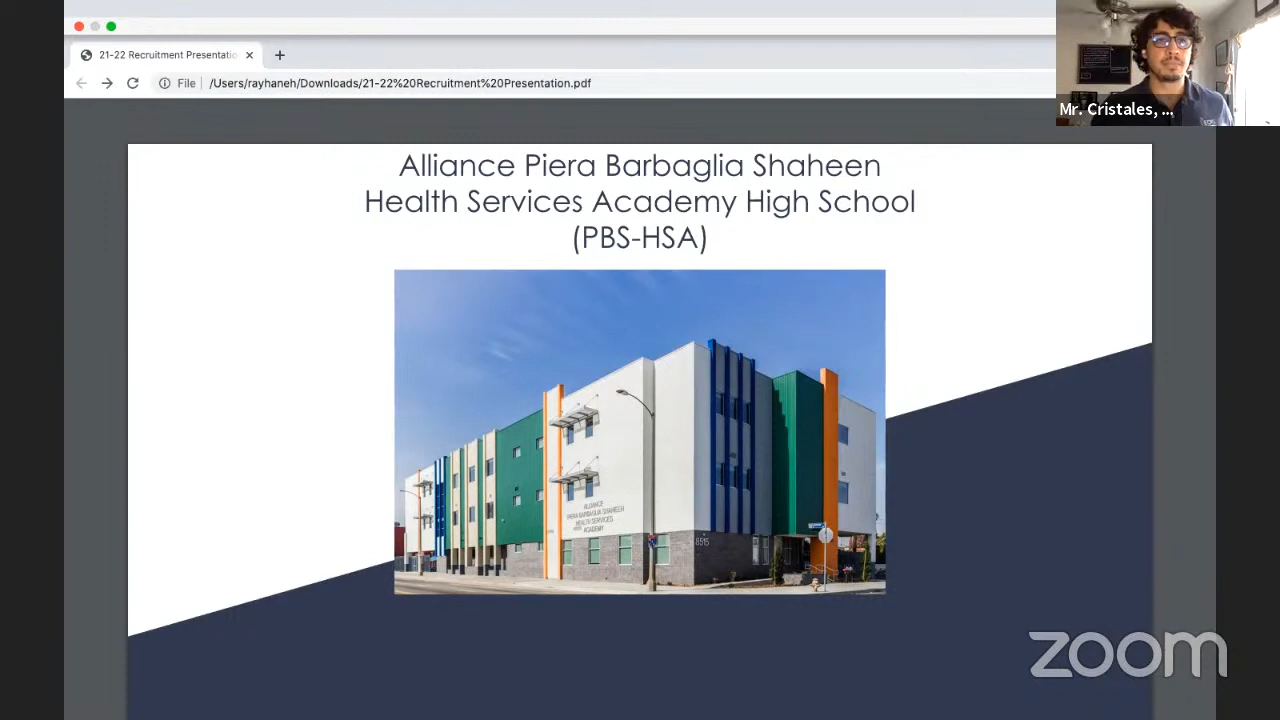 21-22 Recruitment Presentatio
File
/Users/rayhaneh/Downloads/21-22%20Recruitment%20Presentation.pdf
Mr. Cristales, ...
Alliance Piera Barbaglia Shaheen
Health Services Academy High School
(PBS-HSA)
ALLIANCE
PIERA BARBAGLIA SHAHEEN
HEALTH SERVICES
ACADEMY
6515
zoom